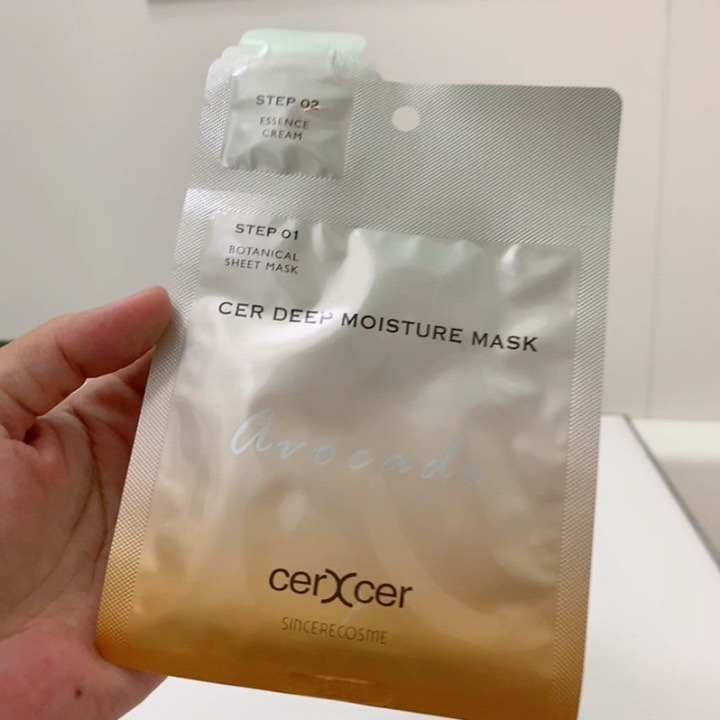 STEP 02
ESSENCE
CREAM
STEP 01
BOTANICAL
SHEET MASK
CER DEEP MOISTURE MASK
Avocado
cerXcer
SINCERECOSME